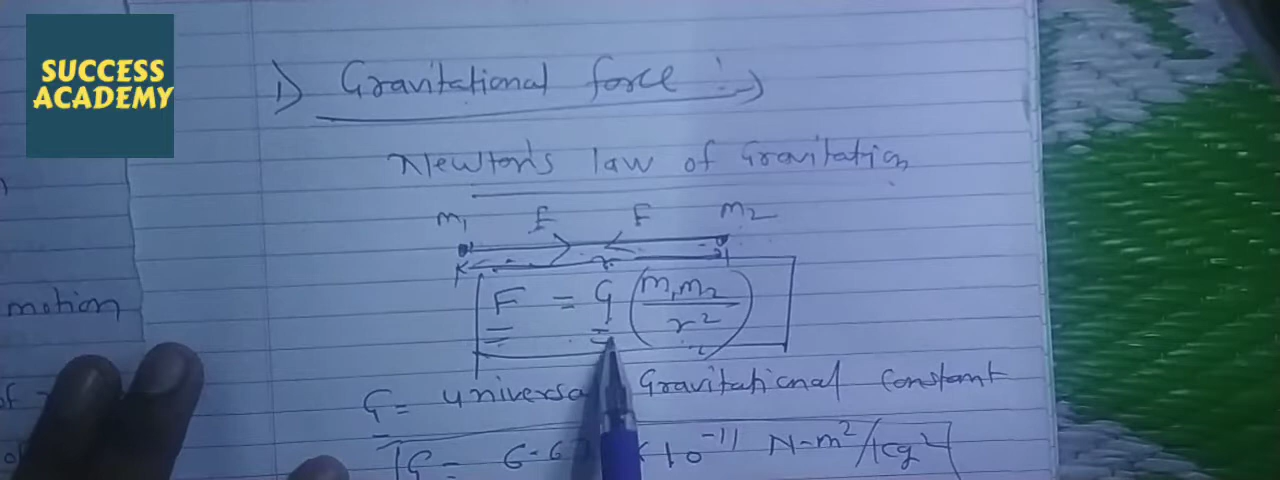 SUCCESS
ACADEMY
1) Gravitational force :→
Newton's law of Gravitation
m₁ F F m₂
r
F = G (m₁m₂/r²)
motion
of
G = universal Gravitational constant
G = 6.67 × 10⁻¹¹ N-m²/kg²